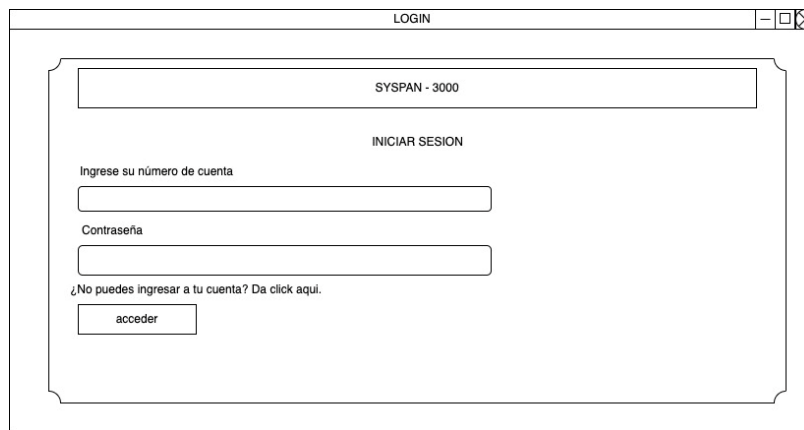 LOGIN
SYSPAN - 3000
INICIAR SESION
Ingrese su número de cuenta
Contraseña
¿No puedes ingresar a tu cuenta? Da click aqui.
acceder